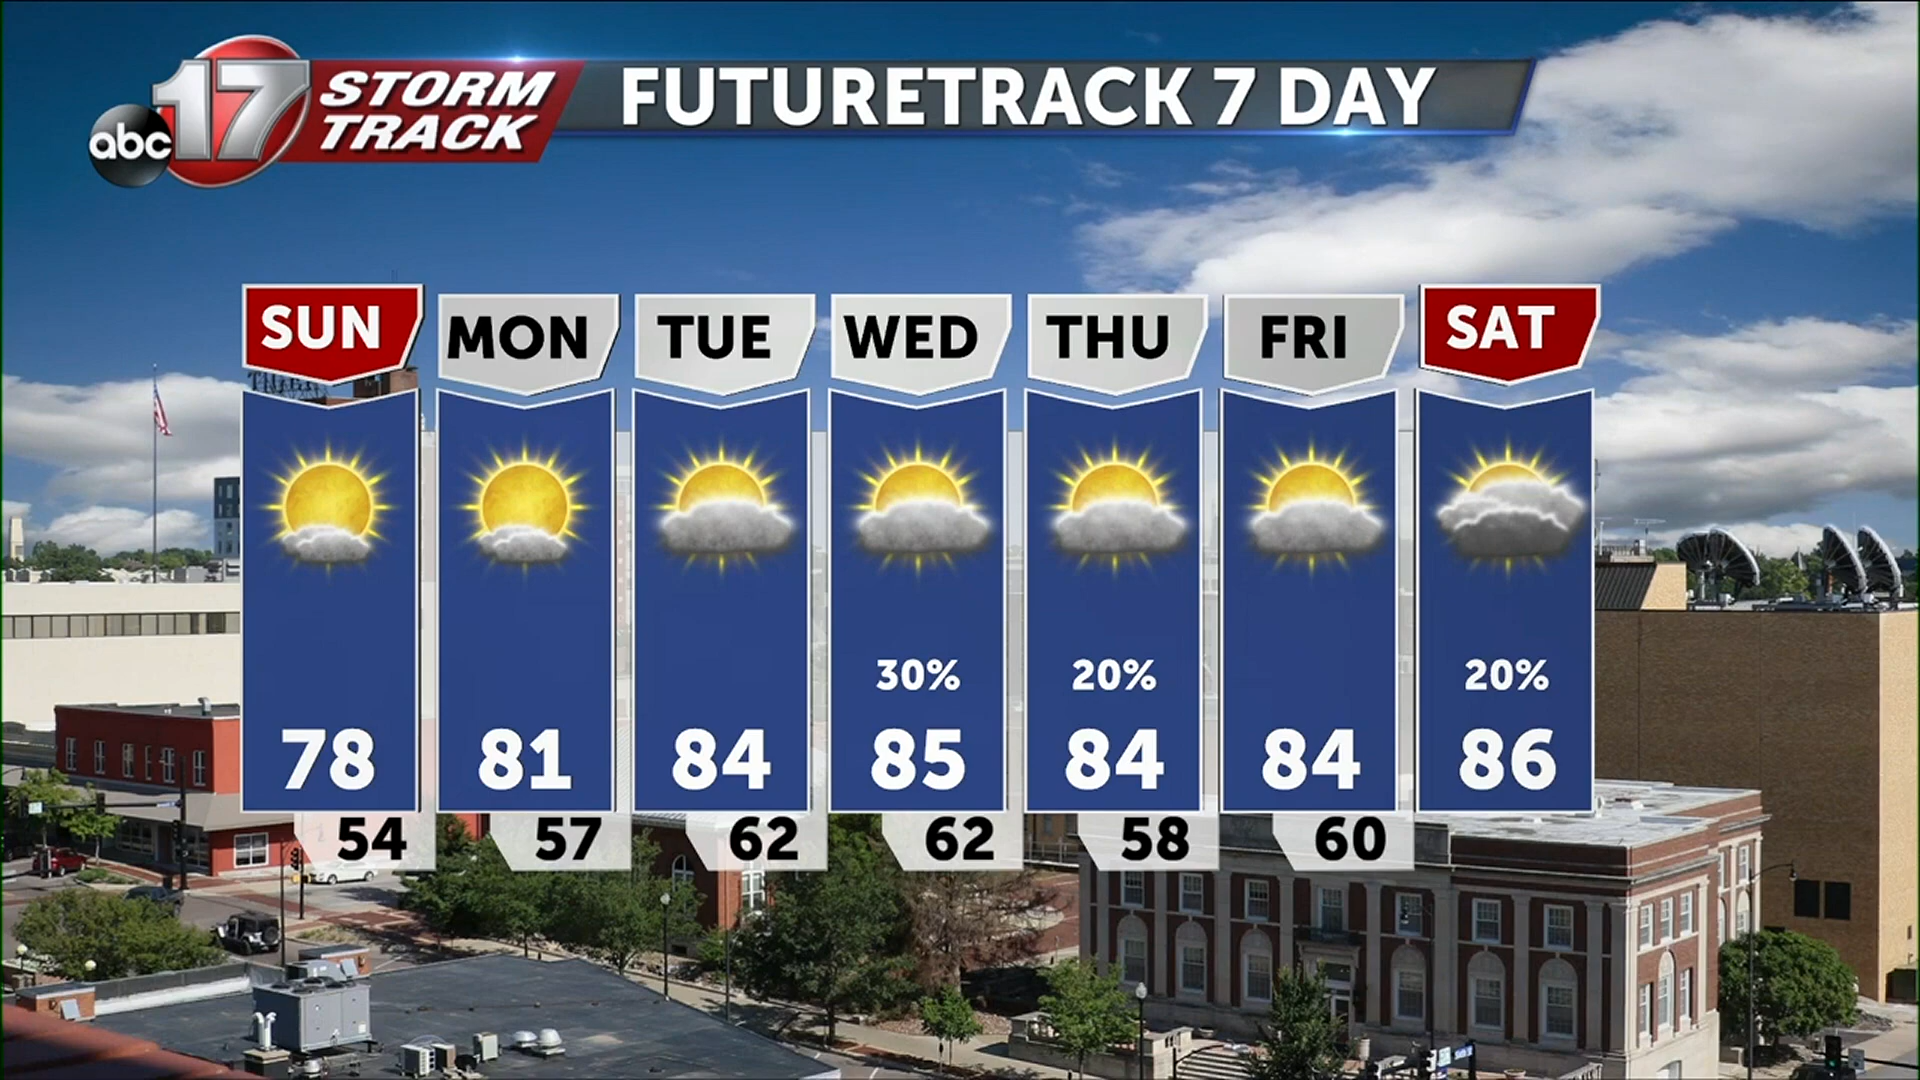 abc 17 STORM TRACK
FUTURETRACK 7 DAY
SUN MON TUE WED THU FRI SAT
30% 20% 20%
78 81 84 85 84 84 86
54 57 62 62 58 60